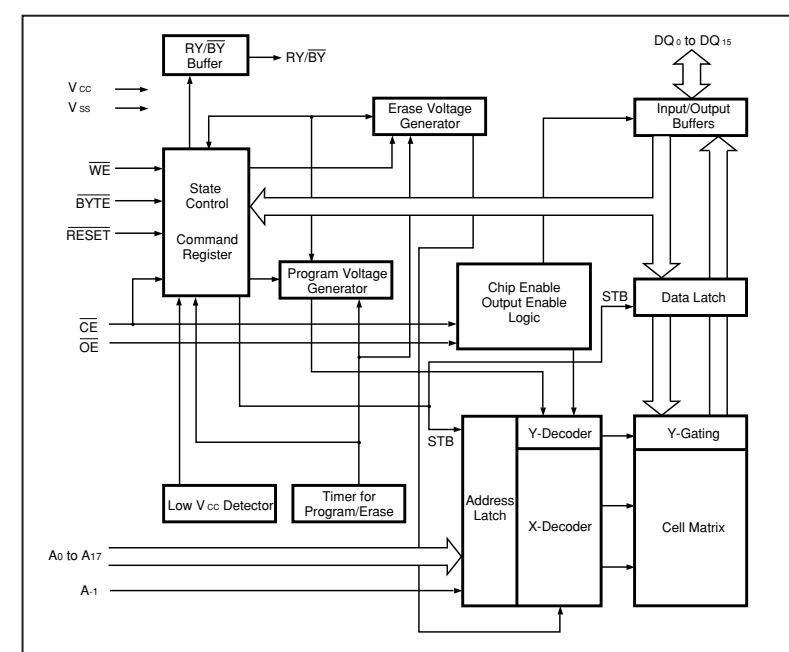 RY/BY
Buffer
RY/BY
DQ0 to DQ15
VCC
VSS
Erase Voltage
Generator
Input/Output
Buffers
WE
BYTE
RESET
State
Control
Command
Register
Program Voltage
Generator
Chip Enable
Output Enable
Logic
STB
Data Latch
CE
OE
STB
Y-Decoder
Y-Gating
Low VCC Detector
Timer for
Program/Erase
Address
Latch
X-Decoder
Cell Matrix
A0 to A17
A-1